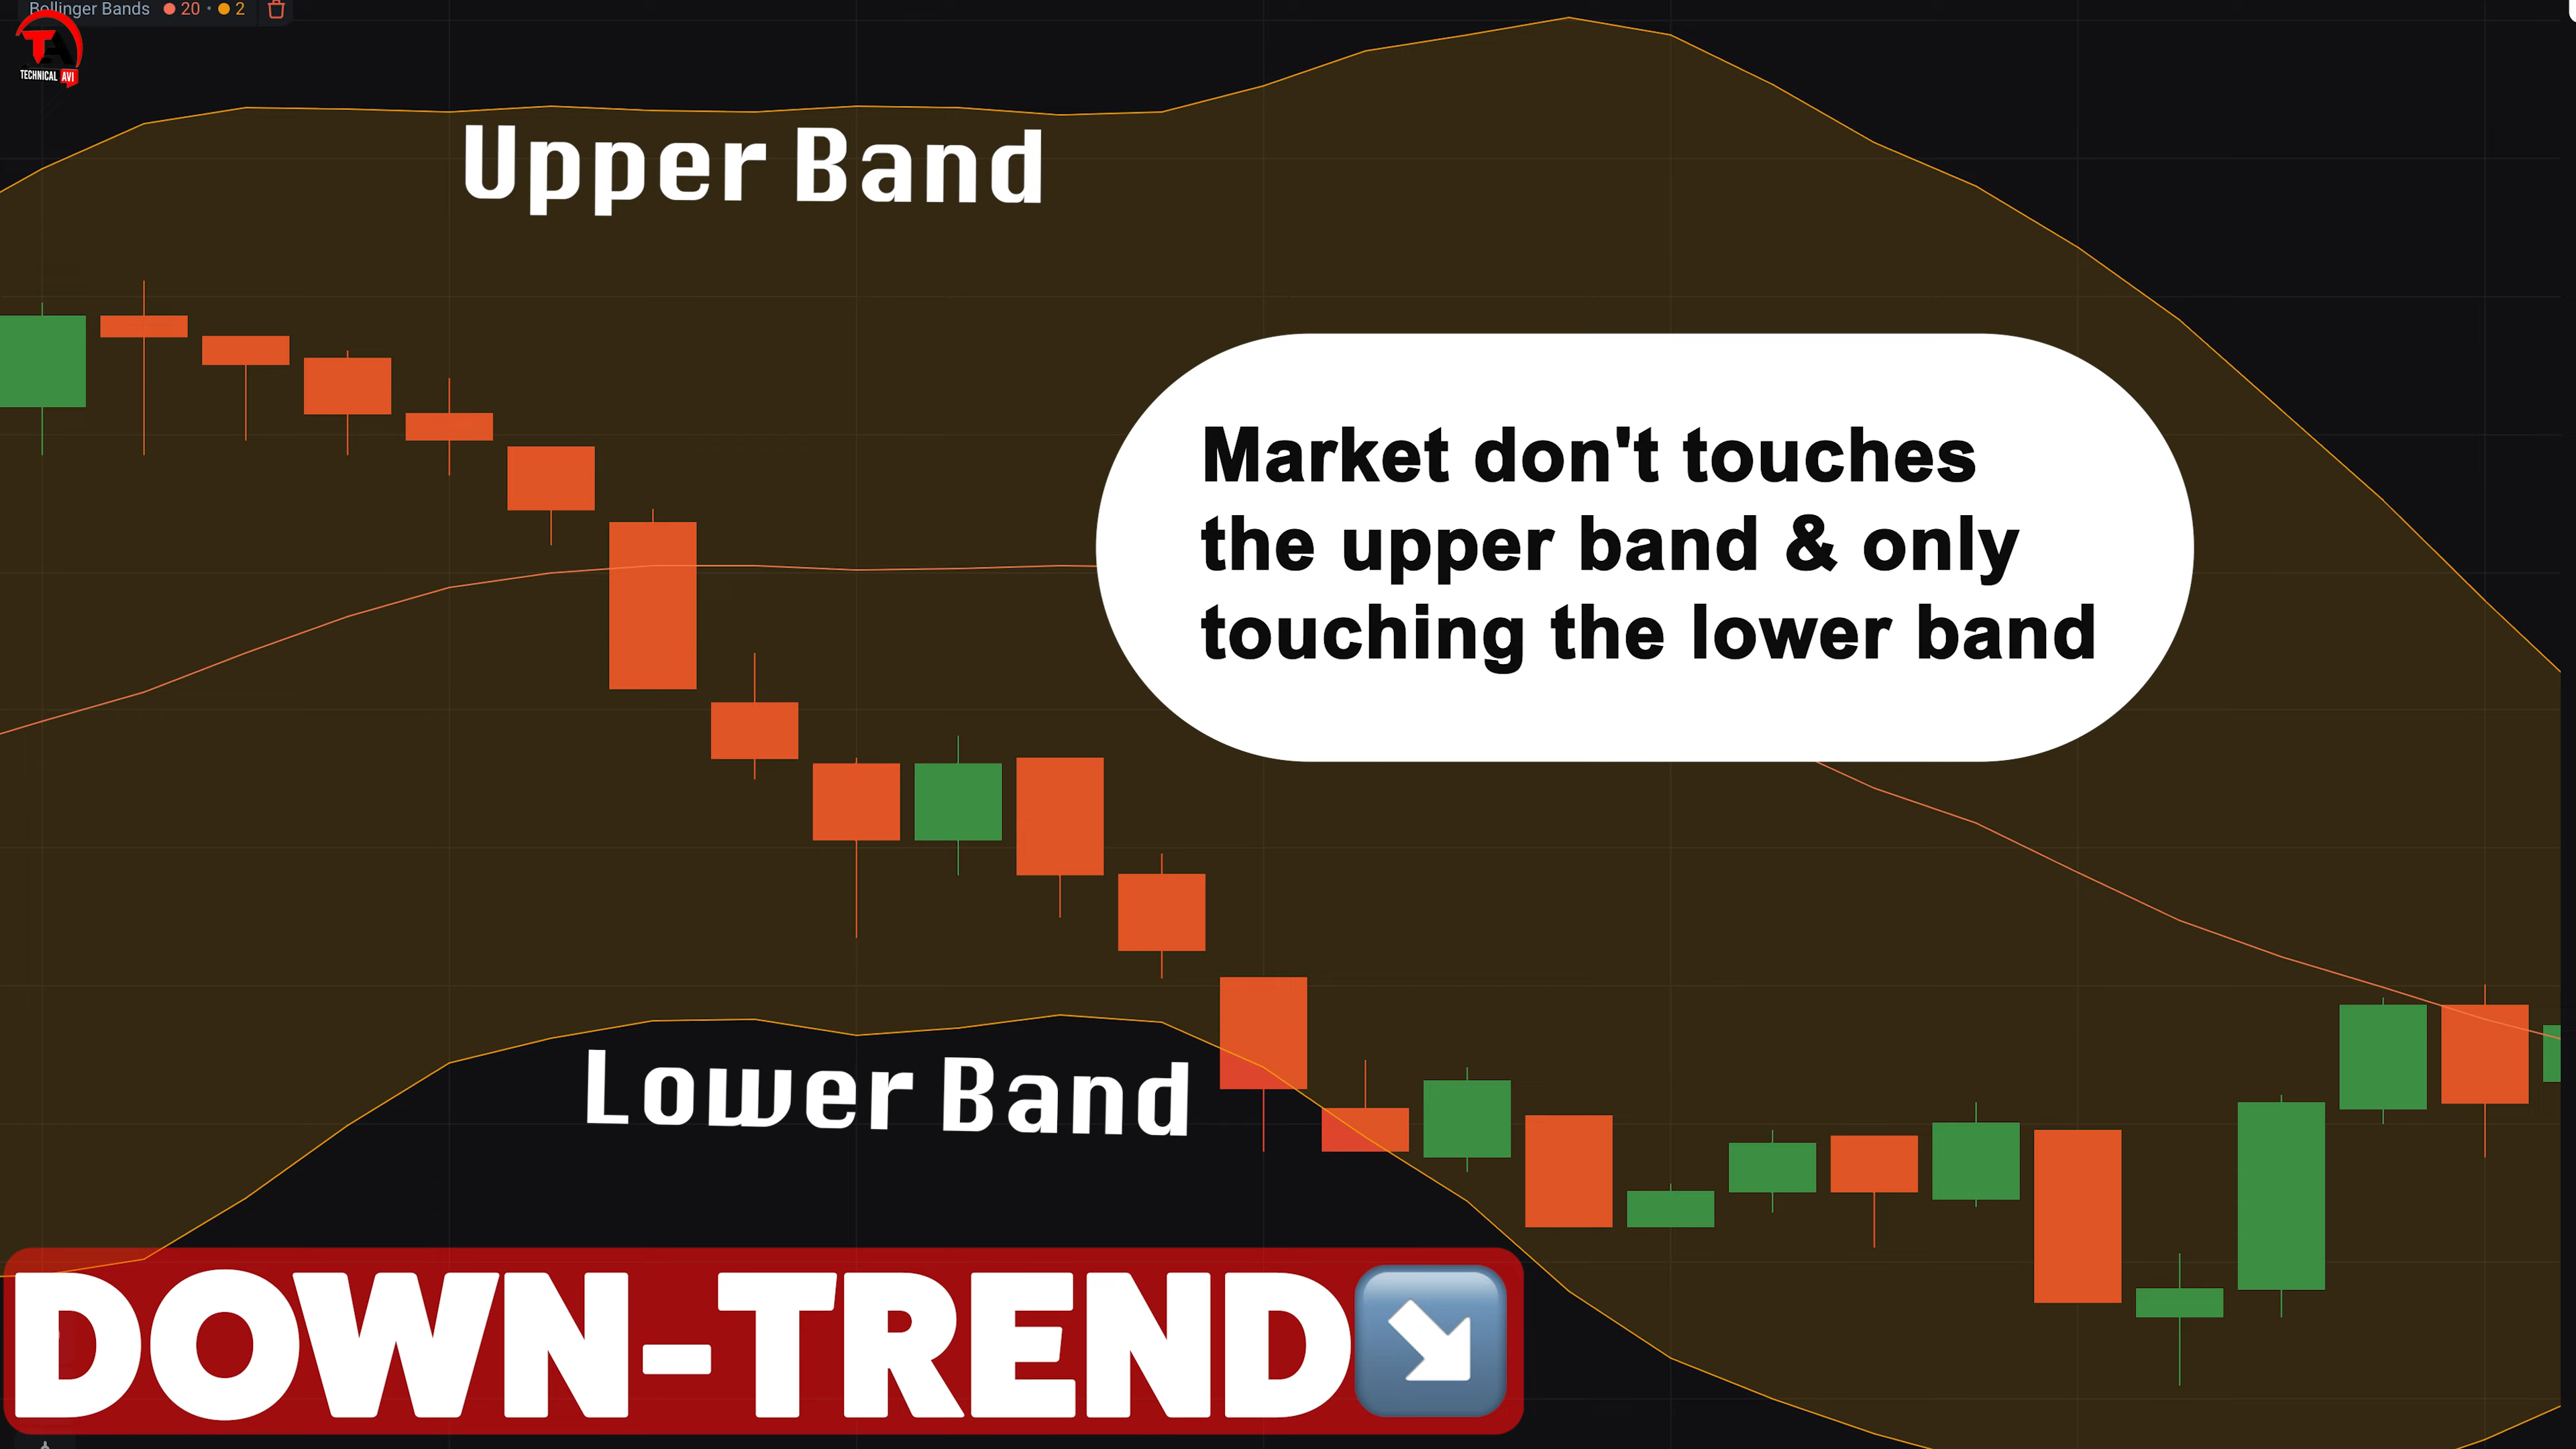 Bollinger Bands 20 • 2
TA
TECHNICAL AVI
Upper Band
Market don't touches
the upper band & only
touching the lower band
Lower Band
DOWN-TREND